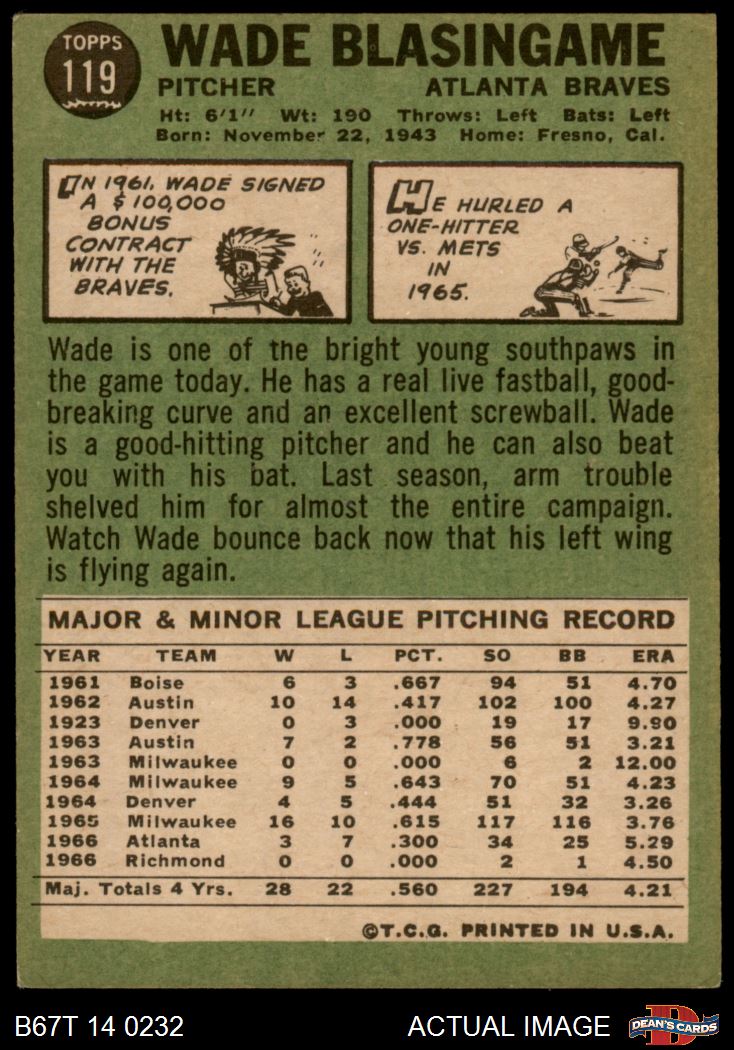 TOPPS
119
WADE BLASINGAME
PITCHER ATLANTA BRAVES
Ht: 6'1" Wt: 190 Throws: Left Bats: Left
Born: November 22, 1943 Home: Fresno, Cal.
IN 1961, WADE SIGNED
A $100,000
BONUS
CONTRACT
WITH THE
BRAVES.
HE HURLED A
ONE-HITTER
VS. METS
IN
1965.
Wade is one of the bright young southpaws in
the game today. He has a real live fastball, good-
breaking curve and an excellent screwball. Wade
is a good-hitting pitcher and he can also beat
you with his bat. Last season, arm trouble
shelved him for almost the entire campaign.
Watch Wade bounce back now that his left wing
is flying again.
MAJOR & MINOR LEAGUE PITCHING RECORD
YEAR TEAM W L PCT. SO BB ERA
1961 Boise 6 3 .667 94 51 4.70
1962 Austin 10 14 .417 102 100 4.27
1923 Denver 0 3 .000 19 17 9.90
1963 Austin 7 2 .778 56 51 3.21
1963 Milwaukee 0 0 .000 6 2 12.00
1964 Milwaukee 9 5 .643 70 51 4.23
1964 Denver 4 5 .444 51 32 3.26
1965 Milwaukee 16 10 .615 117 116 3.76
1966 Atlanta 3 7 .300 34 25 5.29
1966 Richmond 0 0 .000 2 1 4.50
Maj. Totals 4 Yrs. 28 22 .560 227 194 4.21
©T.C.G. PRINTED IN U.S.A.
B67T 14 0232 ACTUAL IMAGE DEAN'S CARDS